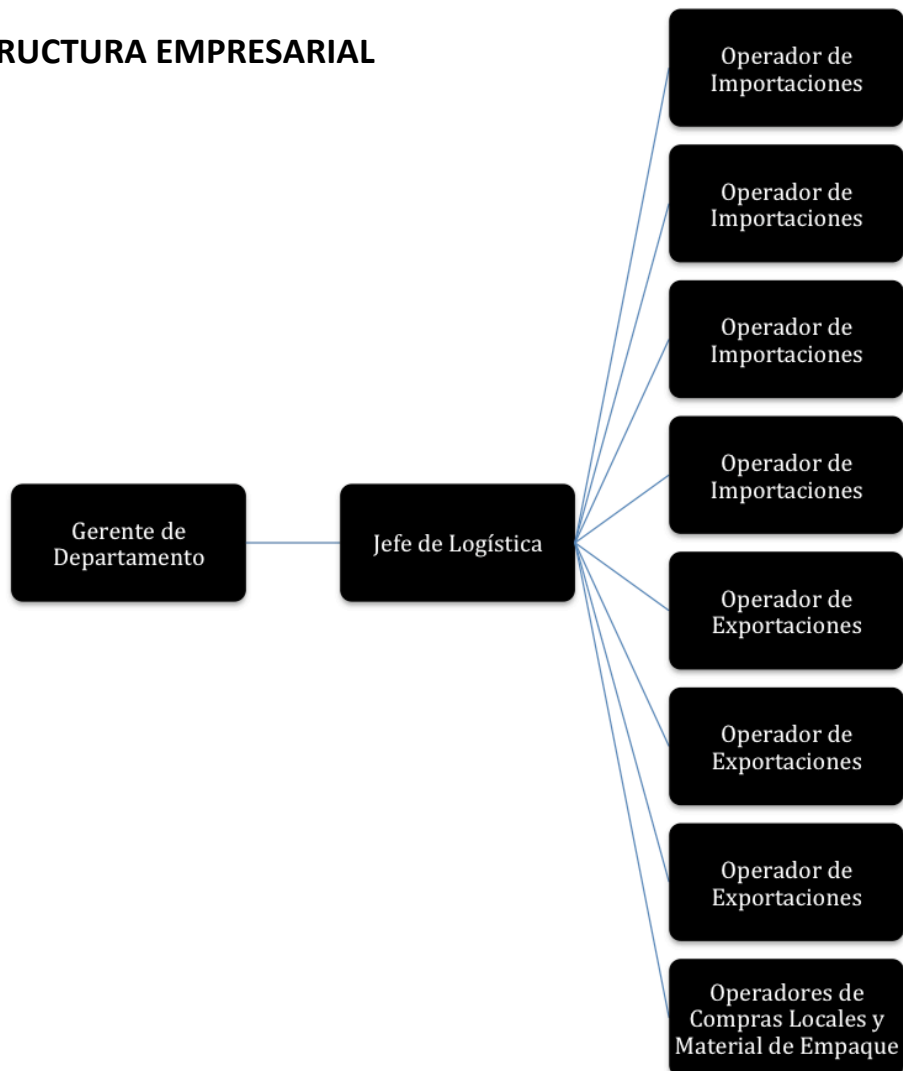 RUCTURA EMPRESARIAL
Operador de
Importaciones
Operador de
Importaciones
Operador de
Importaciones
Operador de
Importaciones
Gerente de
Departamento
Jefe de Logística
Operador de
Exportaciones
Operador de
Exportaciones
Operador de
Exportaciones
Operadores de
Compras Locales y
Material de Empaque